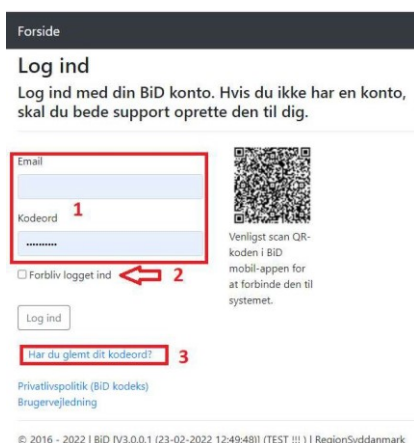 Forside
Log ind
Log ind med din BiD konto. Hvis du ikke har en konto,
skal du bede support oprette den til dig.
Email
Kodeord
1
··········
Venligst scan QR-
koden i BiD
mobil-appen for
at forbinde den til
systemet.
Forbliv logget ind
2
Log ind
Har du glemt dit kodeord?
3
Privatlivspolitik (BiD kodeks)
Brugervejledning
© 2016 - 2022 | BiD [V3.0.0.1 (23-02-2022 12:49:48)] (TEST !!! ) | RegionSyddanmark